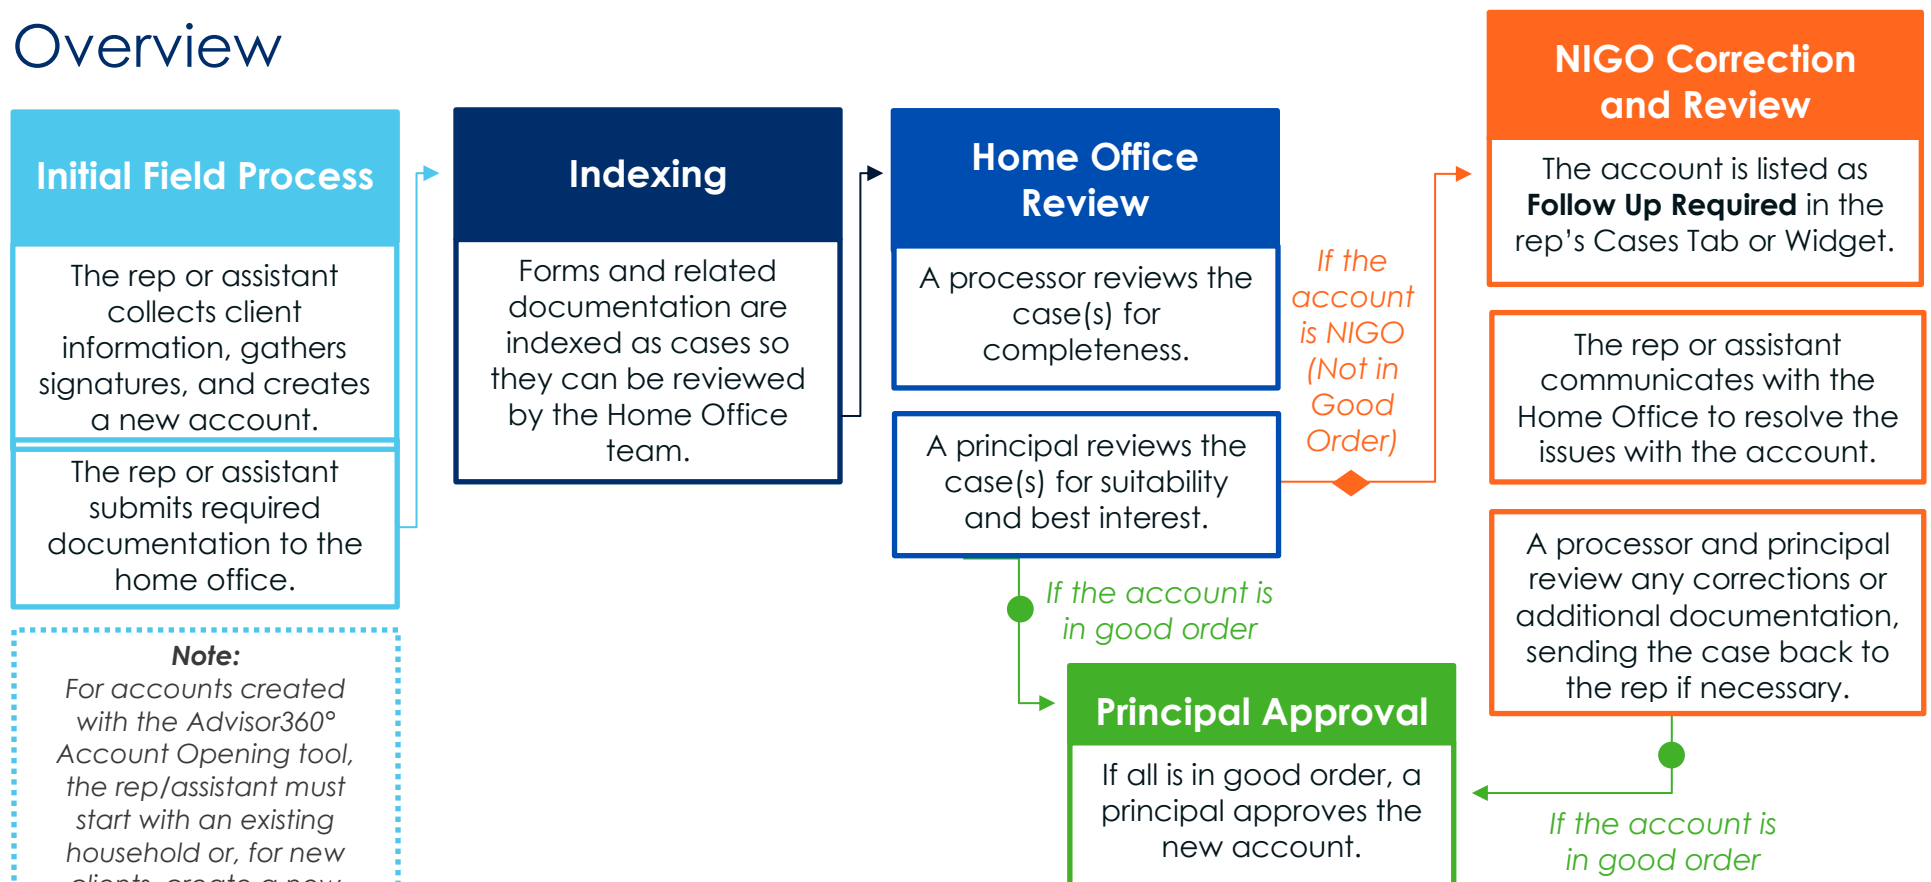 Overview
Initial Field Process
The rep or assistant
collects client
information, gathers
signatures, and creates
a new account.
The rep or assistant
submits required
documentation to the
home office.
Note:
For accounts created
with the Advisor360°
Account Opening tool,
the rep/assistant must
start with an existing
household or, for new
clients, create a new
Indexing
Forms and related
documentation are
indexed as cases so
they can be reviewed
by the Home Office
team.
Home Office
Review
A processor reviews the
case(s) for
completeness.
A principal reviews the
case(s) for suitability
and best interest.
If the
account
is NIGO
(Not in
Good
Order)
If the account is
in good order
Principal Approval
If all is in good order, a
principal approves the
new account.
NIGO Correction
and Review
The account is listed as
Follow Up Required in the
rep’s Cases Tab or Widget.
The rep or assistant
communicates with the
Home Office to resolve the
issues with the account.
A processor and principal
review any corrections or
additional documentation,
sending the case back to
the rep if necessary.
If the account is
in good order